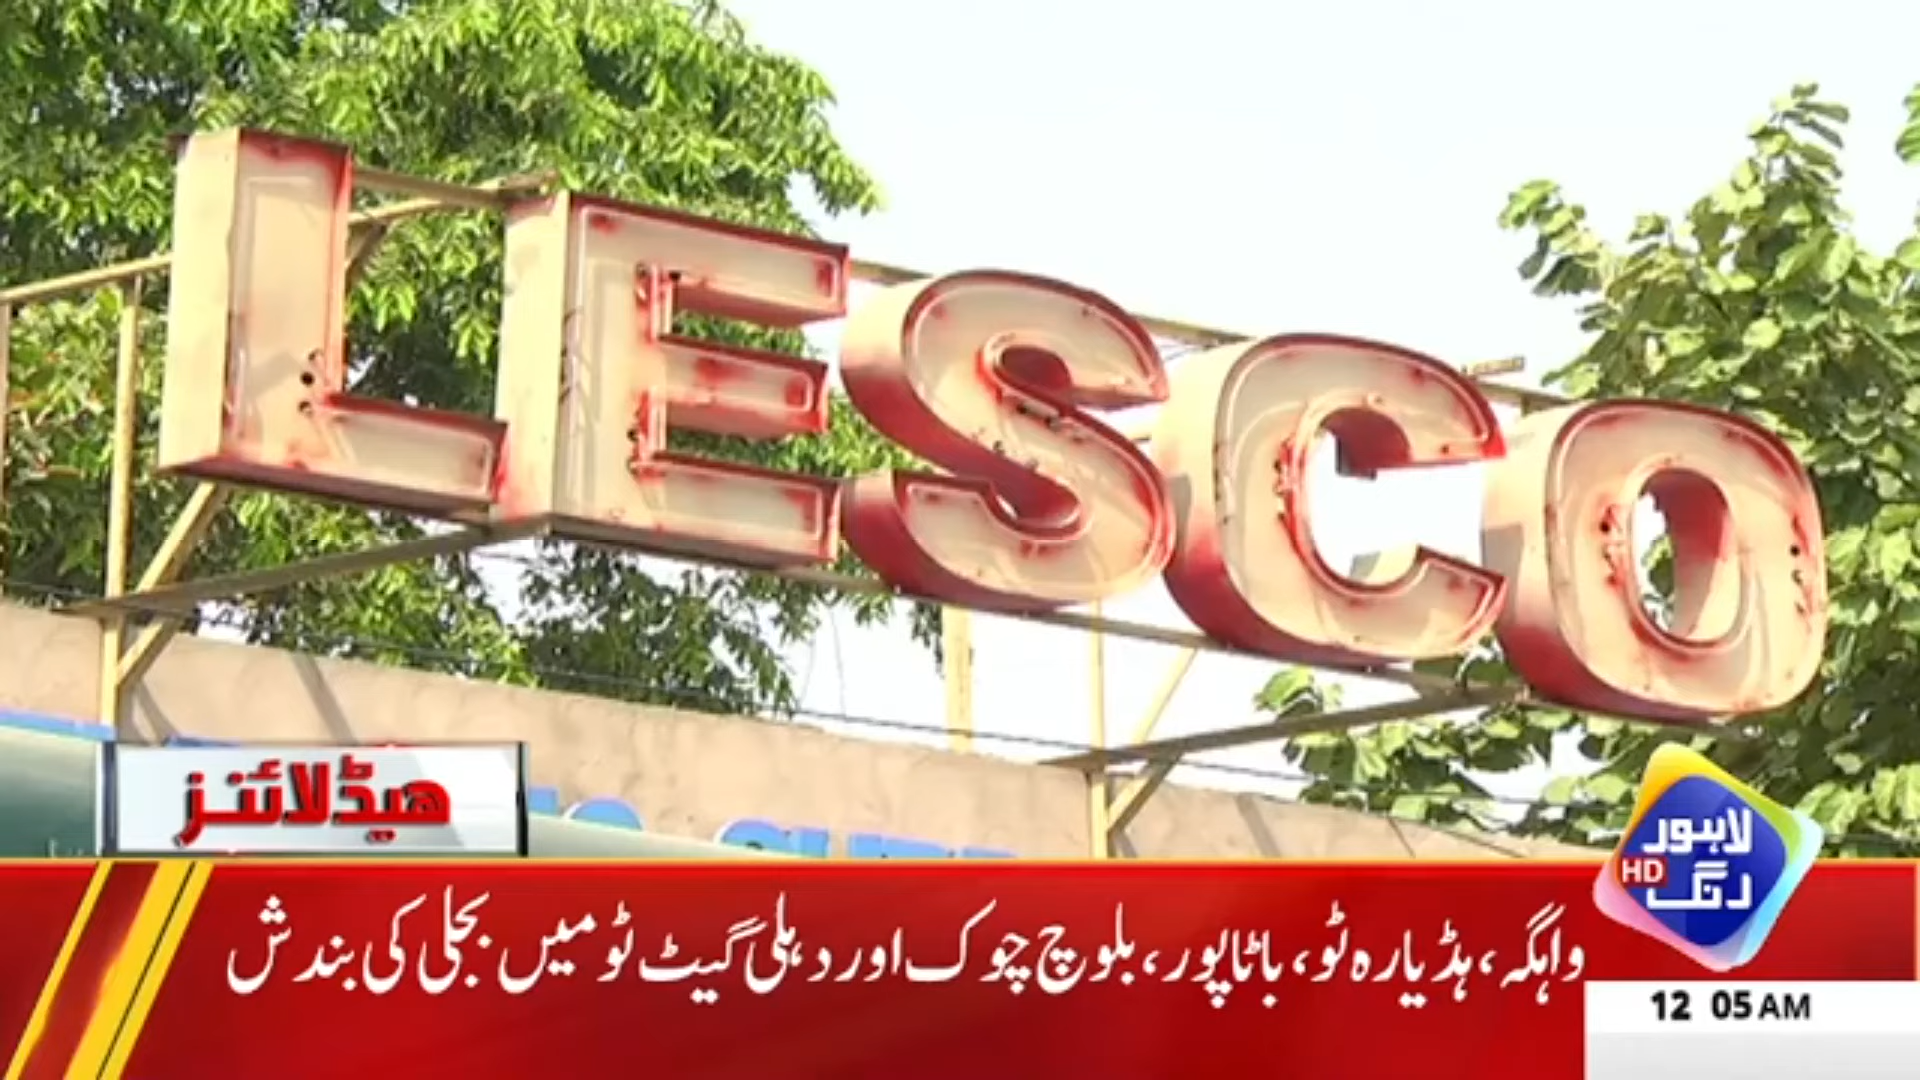 LESCO
ہیڈلائنز
لاہور
HD رنگ
واہگہ، ہڈیارہ ٹو، باٹاپور، بلوچ چوک اور دہلی گیٹ ٹو میں بجلی کی بندش
12 05 AM